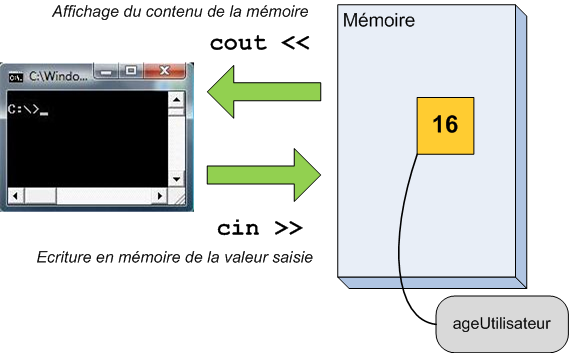 Affichage du contenu de la mémoire
cout <<
Mémoire
C:\Windo...
C:\>_
16
cin >>
Ecriture en mémoire de la valeur saisie
ageUtilisateur